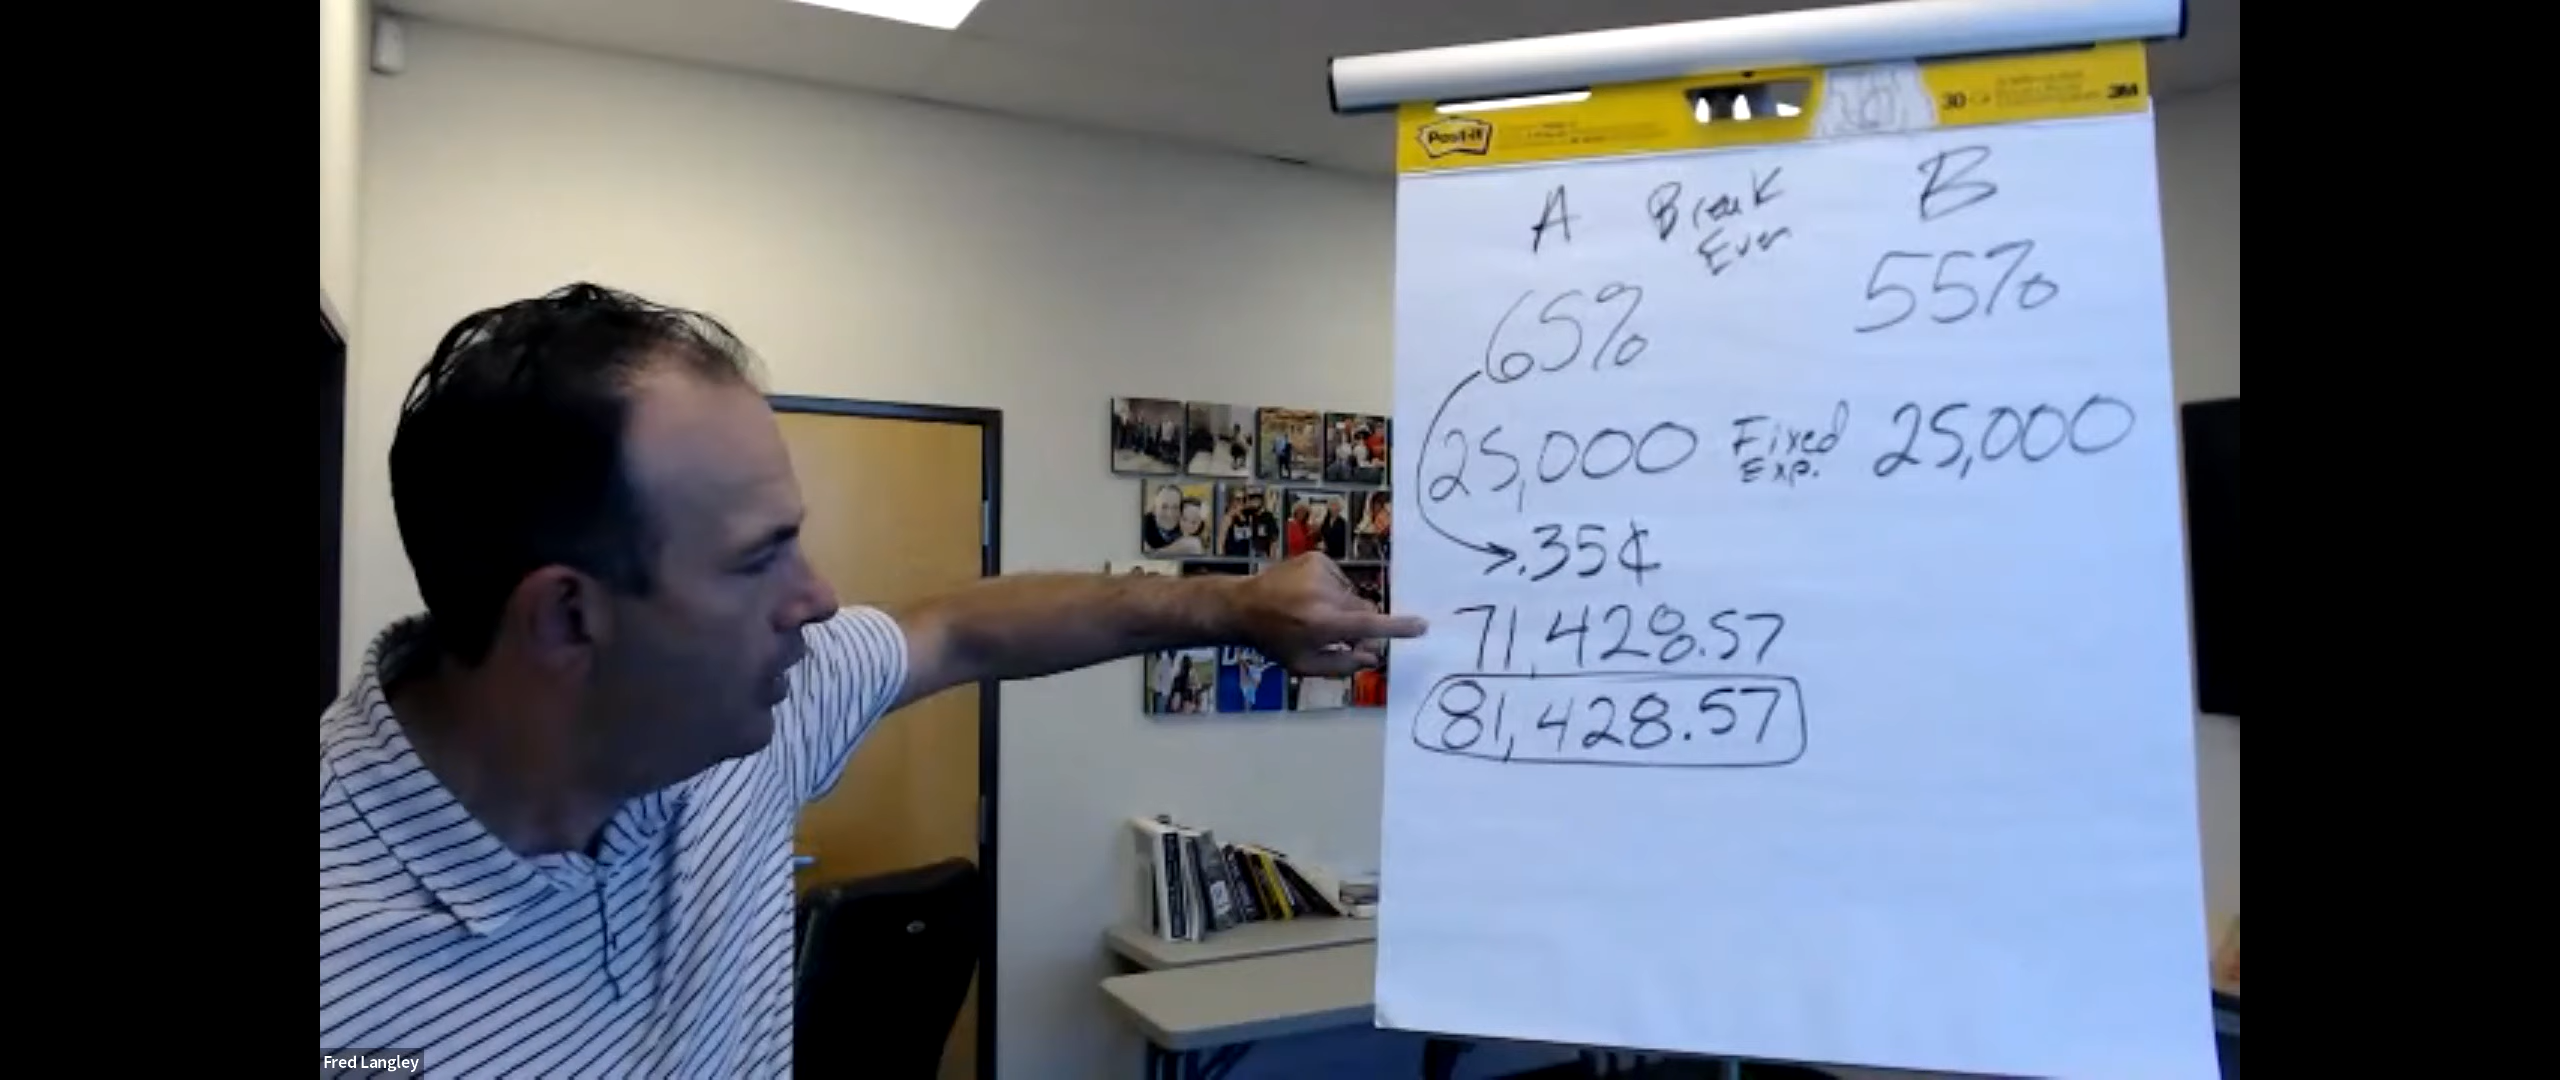 Post-it
30
3M
A Break Even B
65% 55%
25,000 Fixed Exp. 25,000
.35¢
71,428.57
81,428.57
Fred Langley